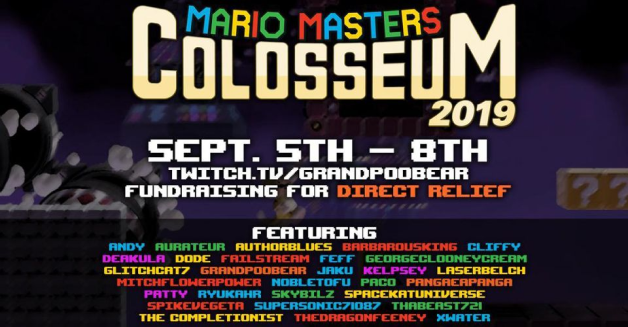 MARIO MASTERS
COLOSSEUM
2019
SEPT. 5TH – 8TH
TWITCH.TV/GRANDPOOBEAR
FUNDRAISING FOR DIRECT RELIEF
FEATURING
ANDY AURATEUR AUTHORBLUES BARBAROUSKING CLIFFY
DEAKULA DODE FAILSTREAM FEFF GEORGECLOONEYCREAM
GLITCHCAT7 GRANDPOOBEAR JAKU KELPSEY LASERBELCH
MITCHFLOWERPOWER NOBLETOFU PACO PANGAEAPANGA
PATTY RYUKAHR SKYBILZ SPACEKATUNIVERSE
SPIKEVEGETA SUPERSONIC71087 THABEAST721
THE COMPLETIONIST THEDRAGONFEENEY XWATER